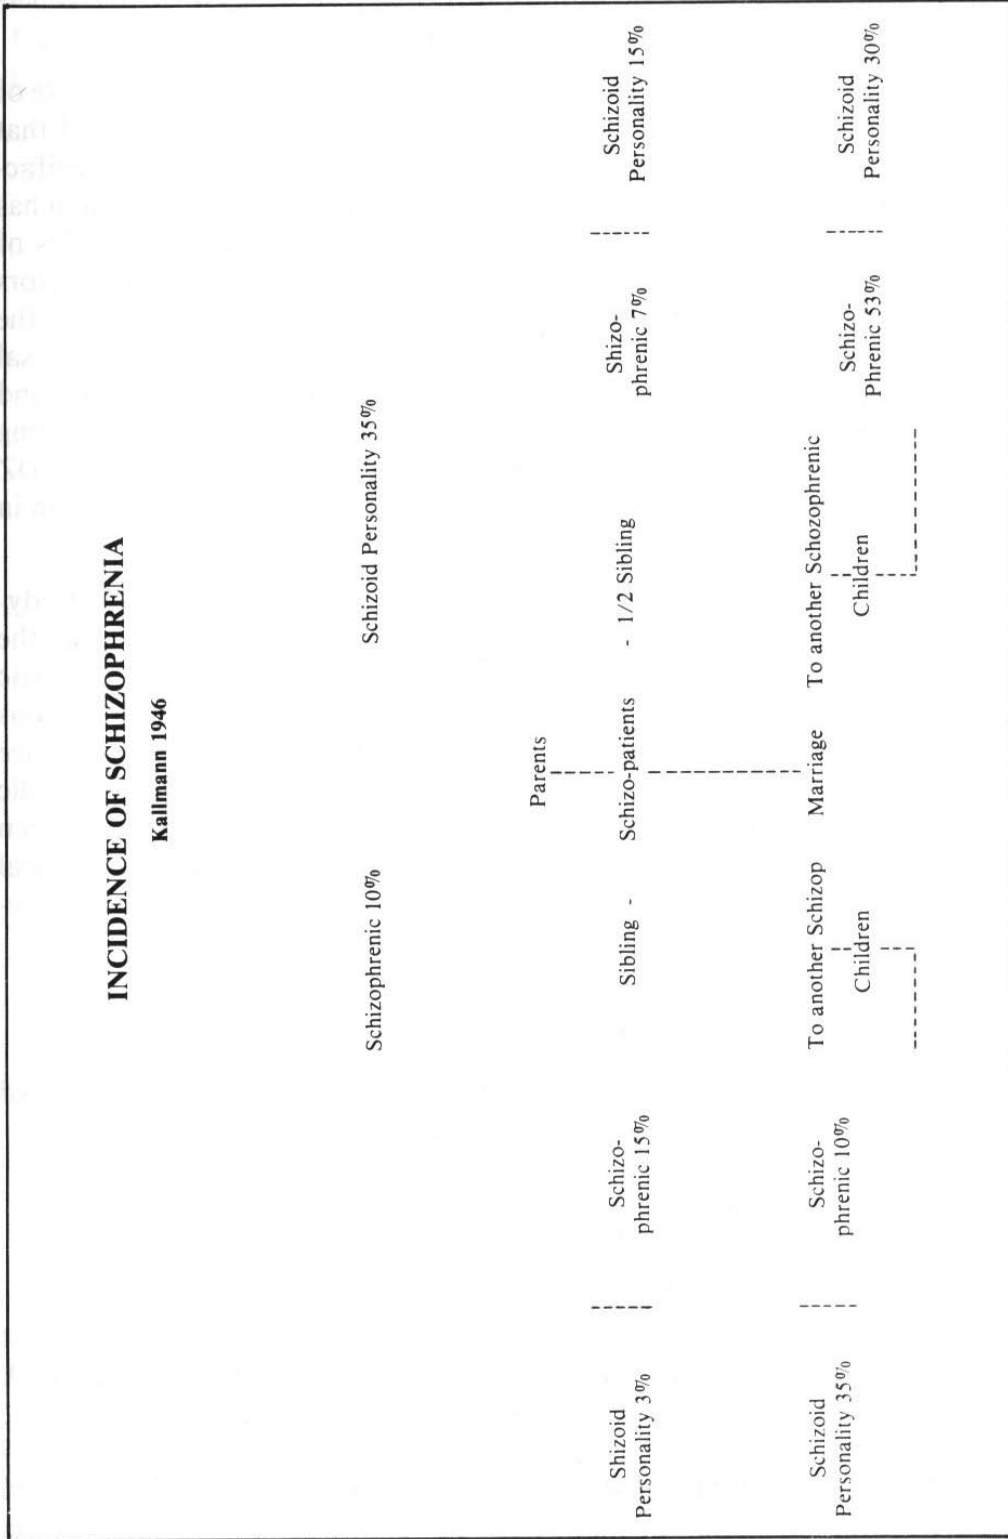 INCIDENCE OF SCHIZOPHRENIA
Kallmann 1946
Schizophrenic 10%
Schizoid Personality 35%
Parents
Shizoid
Personality 3%
Schizo-
phrenic 15%
Sibling -
Schizo-patients
- 1/2 Sibling
Shizo-
phrenic 7%
Schizoid
Personality 15%
Schizoid
Personality 35%
Schizo-
phrenic 10%
To another Schizop
Children
Marriage
To another Schozophrenic
Children
Schizo-
Phrenic 53%
Schizoid
Personality 30%